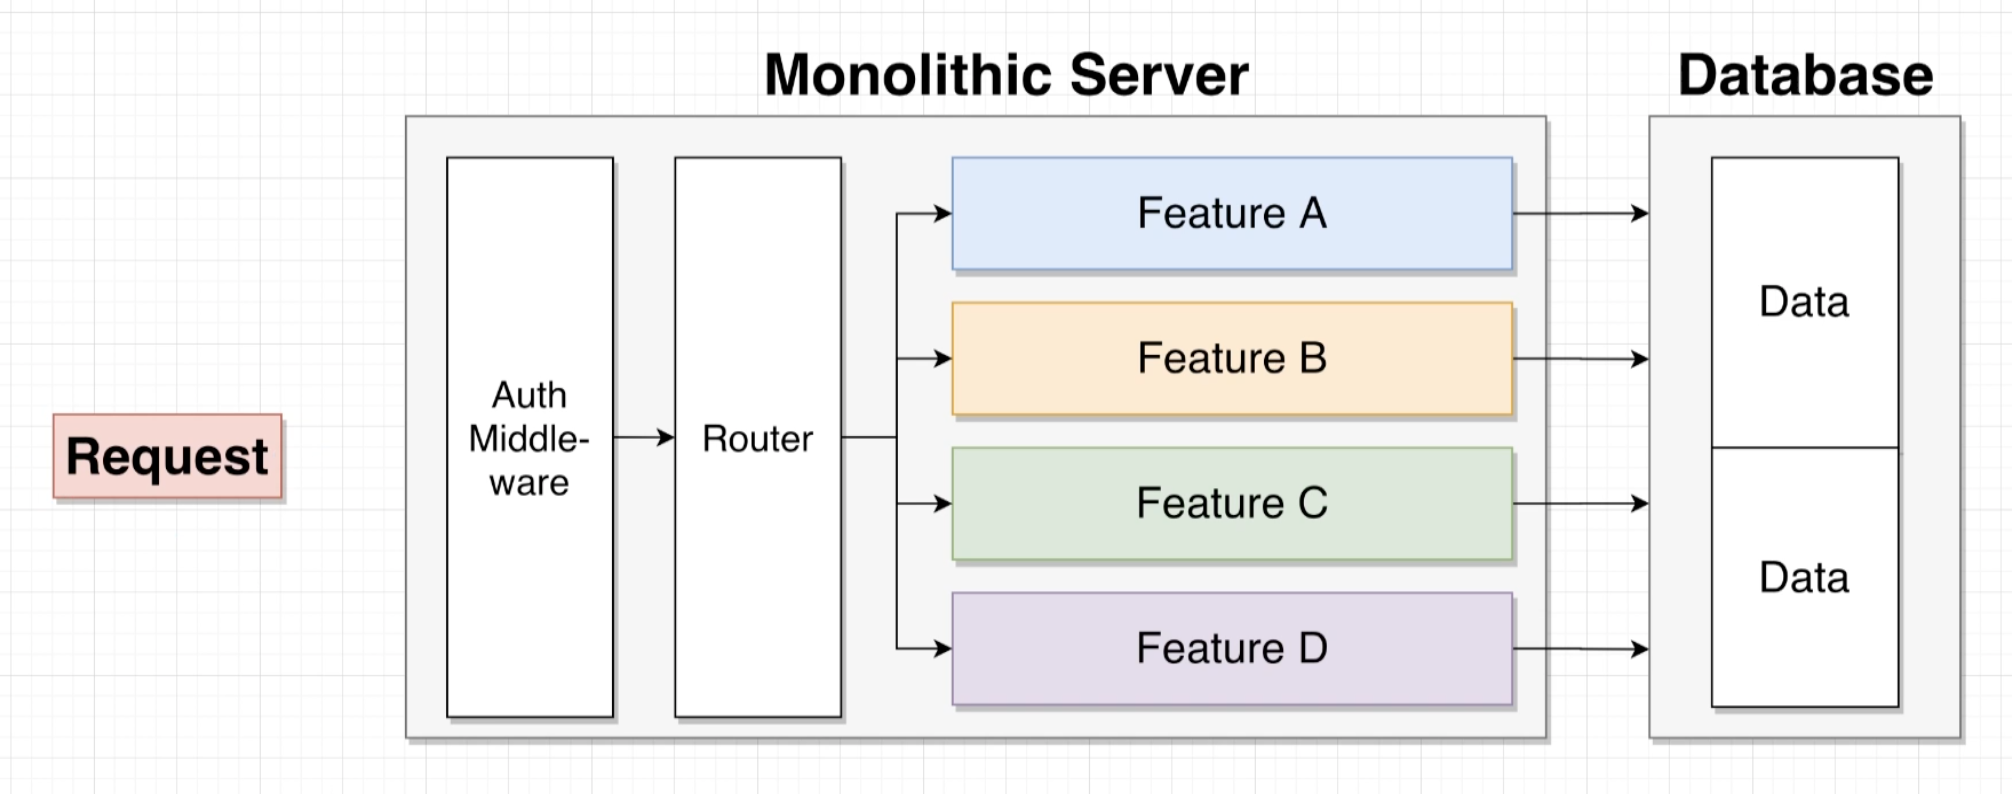 Monolithic Server
Database
Request
Auth
Middle-
ware
Router
Feature A
Feature B
Feature C
Feature D
Data
Data